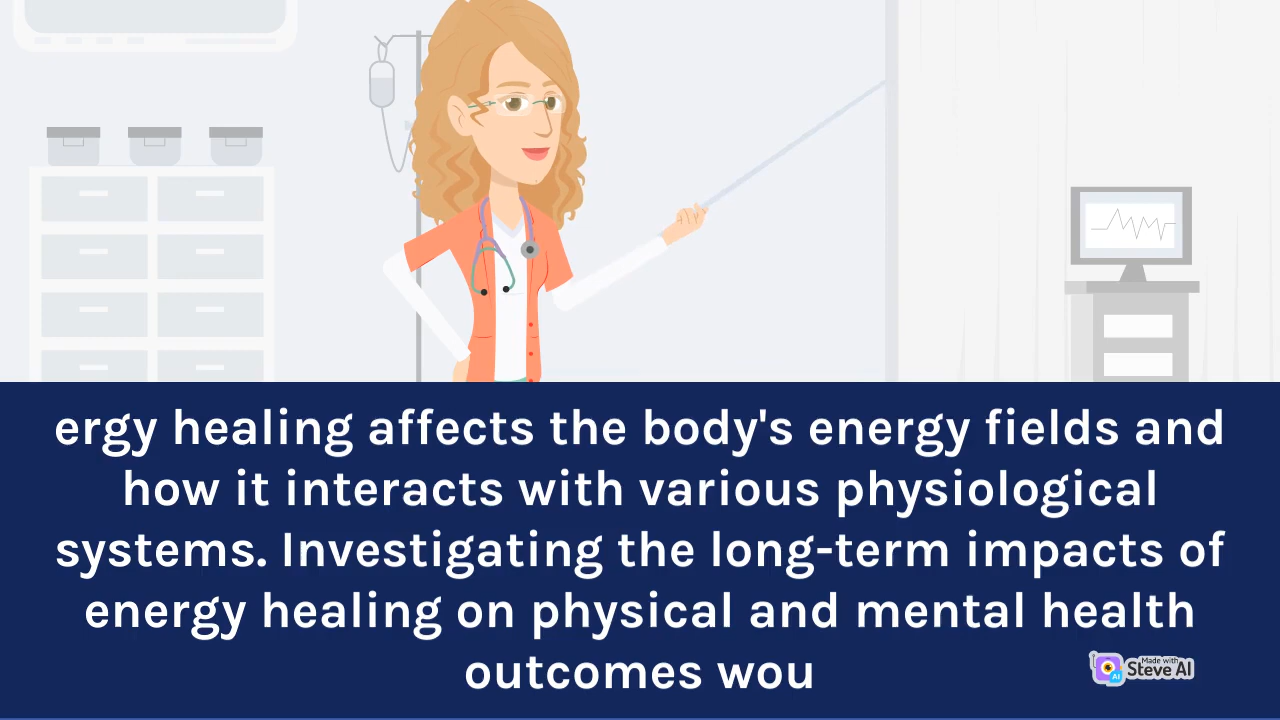 ergy healing affects the body's energy fields and
how it interacts with various physiological
systems. Investigating the long-term impacts of
energy healing on physical and mental health
outcomes wou
Made with
Steve AI
AI